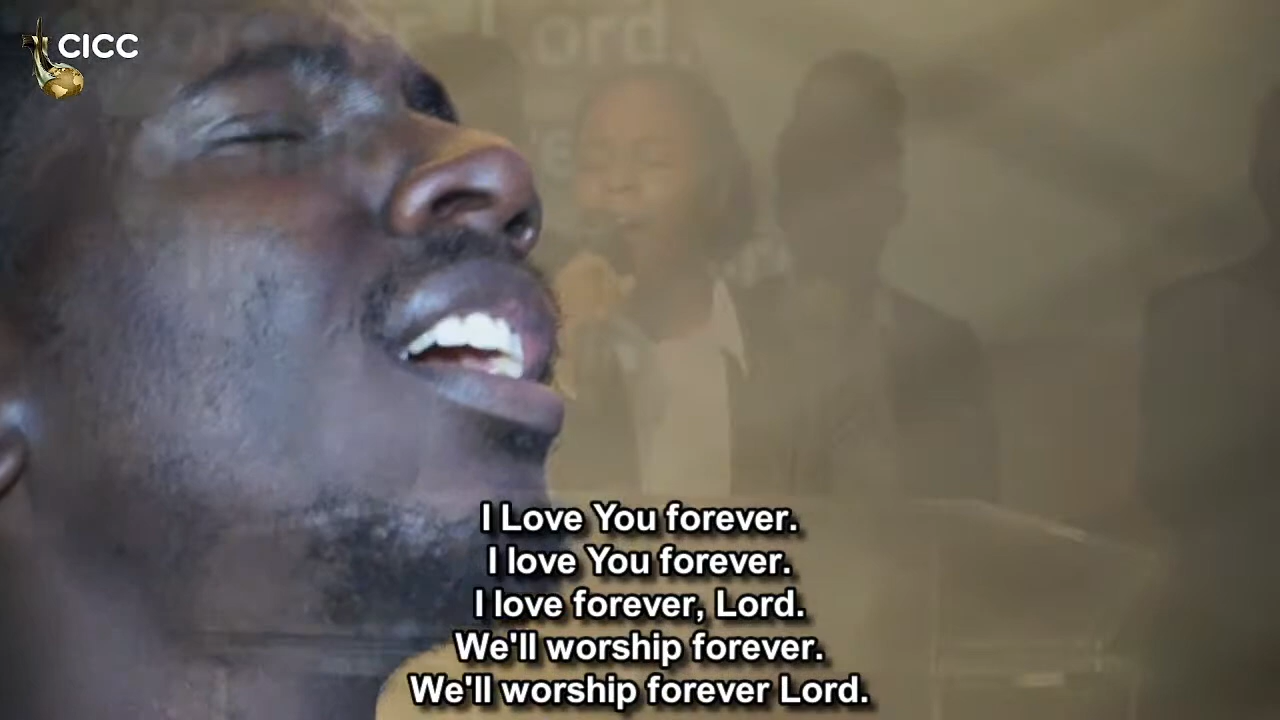 CICC
ord.
I Love You forever.
I love You forever.
I love forever, Lord.
We'll worship forever.
We'll worship forever Lord.